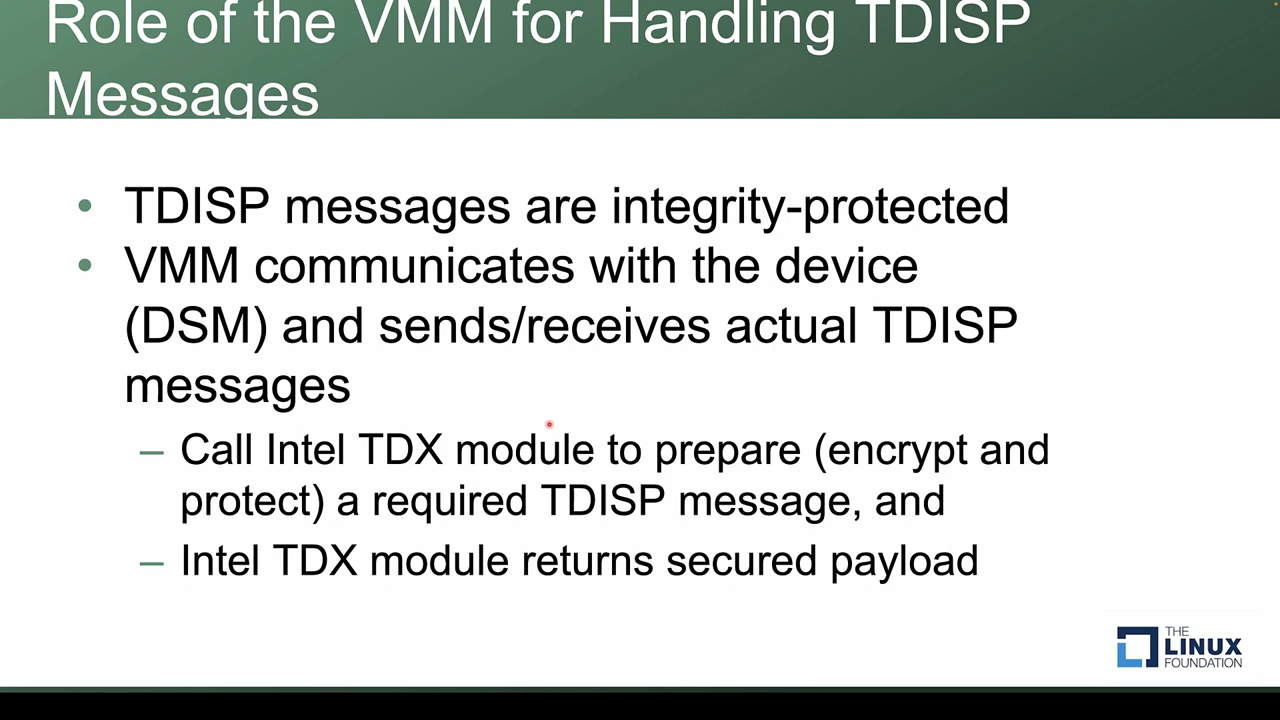 Role of the VMM for Handling TDISP
Messages
• TDISP messages are integrity-protected
• VMM communicates with the device
(DSM) and sends/receives actual TDISP
messages
– Call Intel TDX module to prepare (encrypt and
protect) a required TDISP message, and
– Intel TDX module returns secured payload
THE
LINUX
FOUNDATION